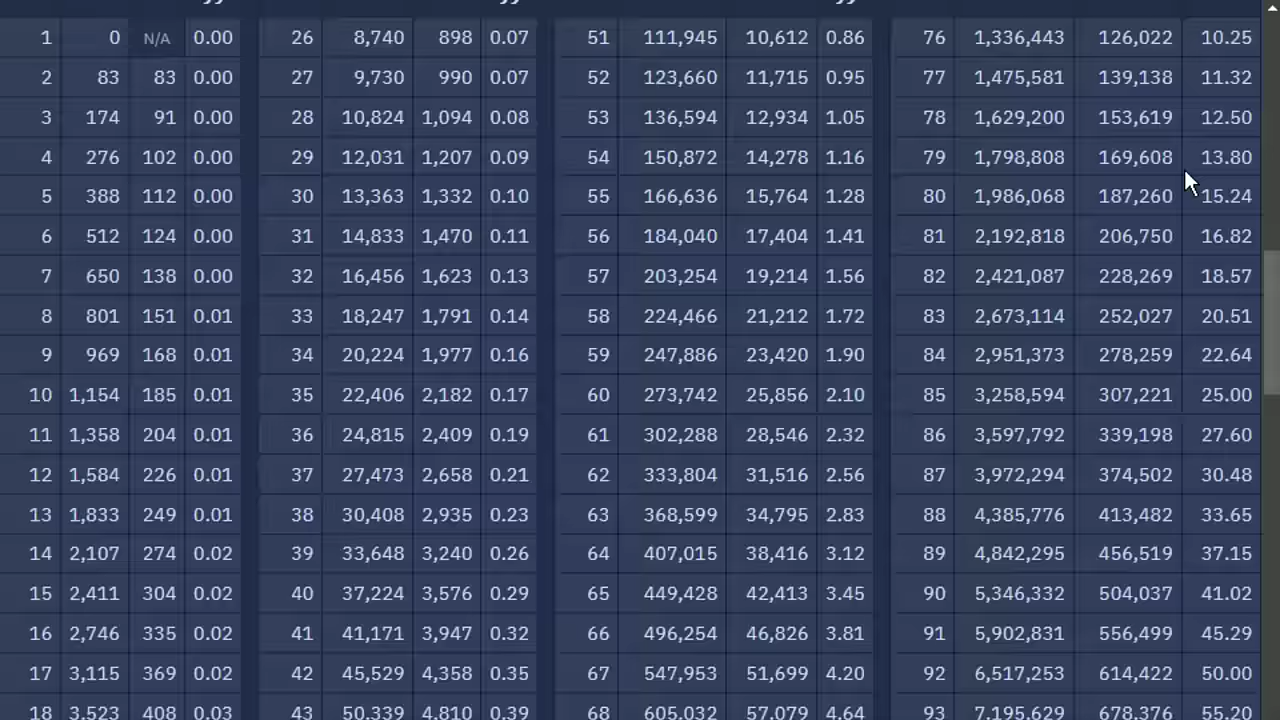 1 0 N/A 0.00 26 8,740 898 0.07 51 111,945 10,612 0.86 76 1,336,443 126,022 10.25
2 83 83 0.00 27 9,730 990 0.07 52 123,660 11,715 0.95 77 1,475,581 139,138 11.32
3 174 91 0.00 28 10,824 1,094 0.08 53 136,594 12,934 1.05 78 1,629,200 153,619 12.50
4 276 102 0.00 29 12,031 1,207 0.09 54 150,872 14,278 1.16 79 1,798,808 169,608 13.80
5 388 112 0.00 30 13,363 1,332 0.10 55 166,636 15,764 1.28 80 1,986,068 187,260 15.24
6 512 124 0.00 31 14,833 1,470 0.11 56 184,040 17,404 1.41 81 2,192,818 206,750 16.82
7 650 138 0.00 32 16,456 1,623 0.13 57 203,254 19,214 1.56 82 2,421,087 228,269 18.57
8 801 151 0.01 33 18,247 1,791 0.14 58 224,466 21,212 1.72 83 2,673,114 252,027 20.51
9 969 168 0.01 34 20,224 1,977 0.16 59 247,886 23,420 1.90 84 2,951,373 278,259 22.64
10 1,154 185 0.01 35 22,406 2,182 0.17 60 273,742 25,856 2.10 85 3,258,594 307,221 25.00
11 1,358 204 0.01 36 24,815 2,409 0.19 61 302,288 28,546 2.32 86 3,597,792 339,198 27.60
12 1,584 226 0.01 37 27,473 2,658 0.21 62 333,804 31,516 2.56 87 3,972,294 374,502 30.48
13 1,833 249 0.01 38 30,408 2,935 0.23 63 368,599 34,795 2.83 88 4,385,776 413,482 33.65
14 2,107 274 0.02 39 33,648 3,240 0.26 64 407,015 38,416 3.12 89 4,842,295 456,519 37.15
15 2,411 304 0.02 40 37,224 3,576 0.29 65 449,428 42,413 3.45 90 5,346,332 504,037 41.02
16 2,746 335 0.02 41 41,171 3,947 0.32 66 496,254 46,826 3.81 91 5,902,831 556,499 45.29
17 3,115 369 0.02 42 45,529 4,358 0.35 67 547,953 51,699 4.20 92 6,517,253 614,422 50.00
18 3,523 408 0.03 43 50,339 4,810 0.39 68 605,032 57,079 4.64 93 7,195,629 678,376 55.20